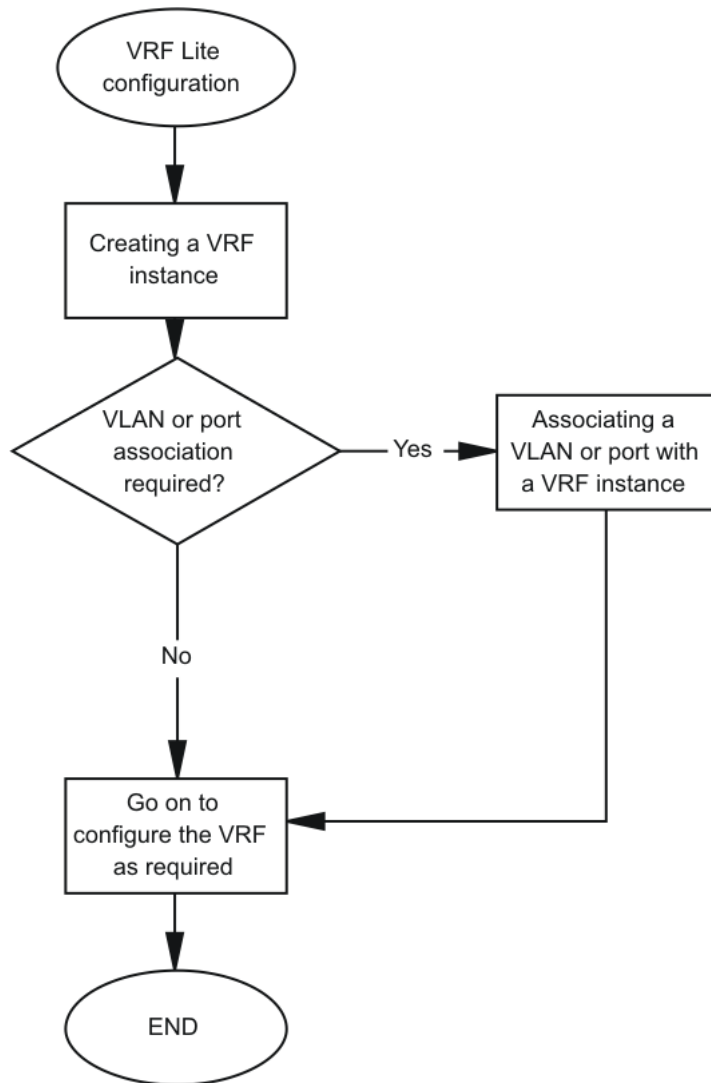 VRF Lite
configuration
Creating a VRF
instance
VLAN or port
association
required?
Yes
Associating a
VLAN or port with
a VRF instance
No
Go on to
configure the VRF
as required
END